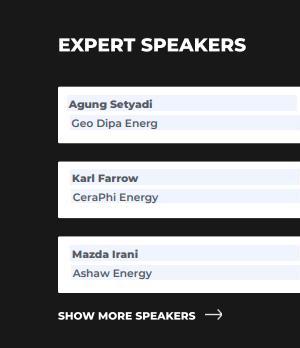 EXPERT SPEAKERS
Agung Setyadi
Geo Dipa Energ
Karl Farrow
CeraPhi Energy
Mazda Irani
Ashaw Energy
SHOW MORE SPEAKERS